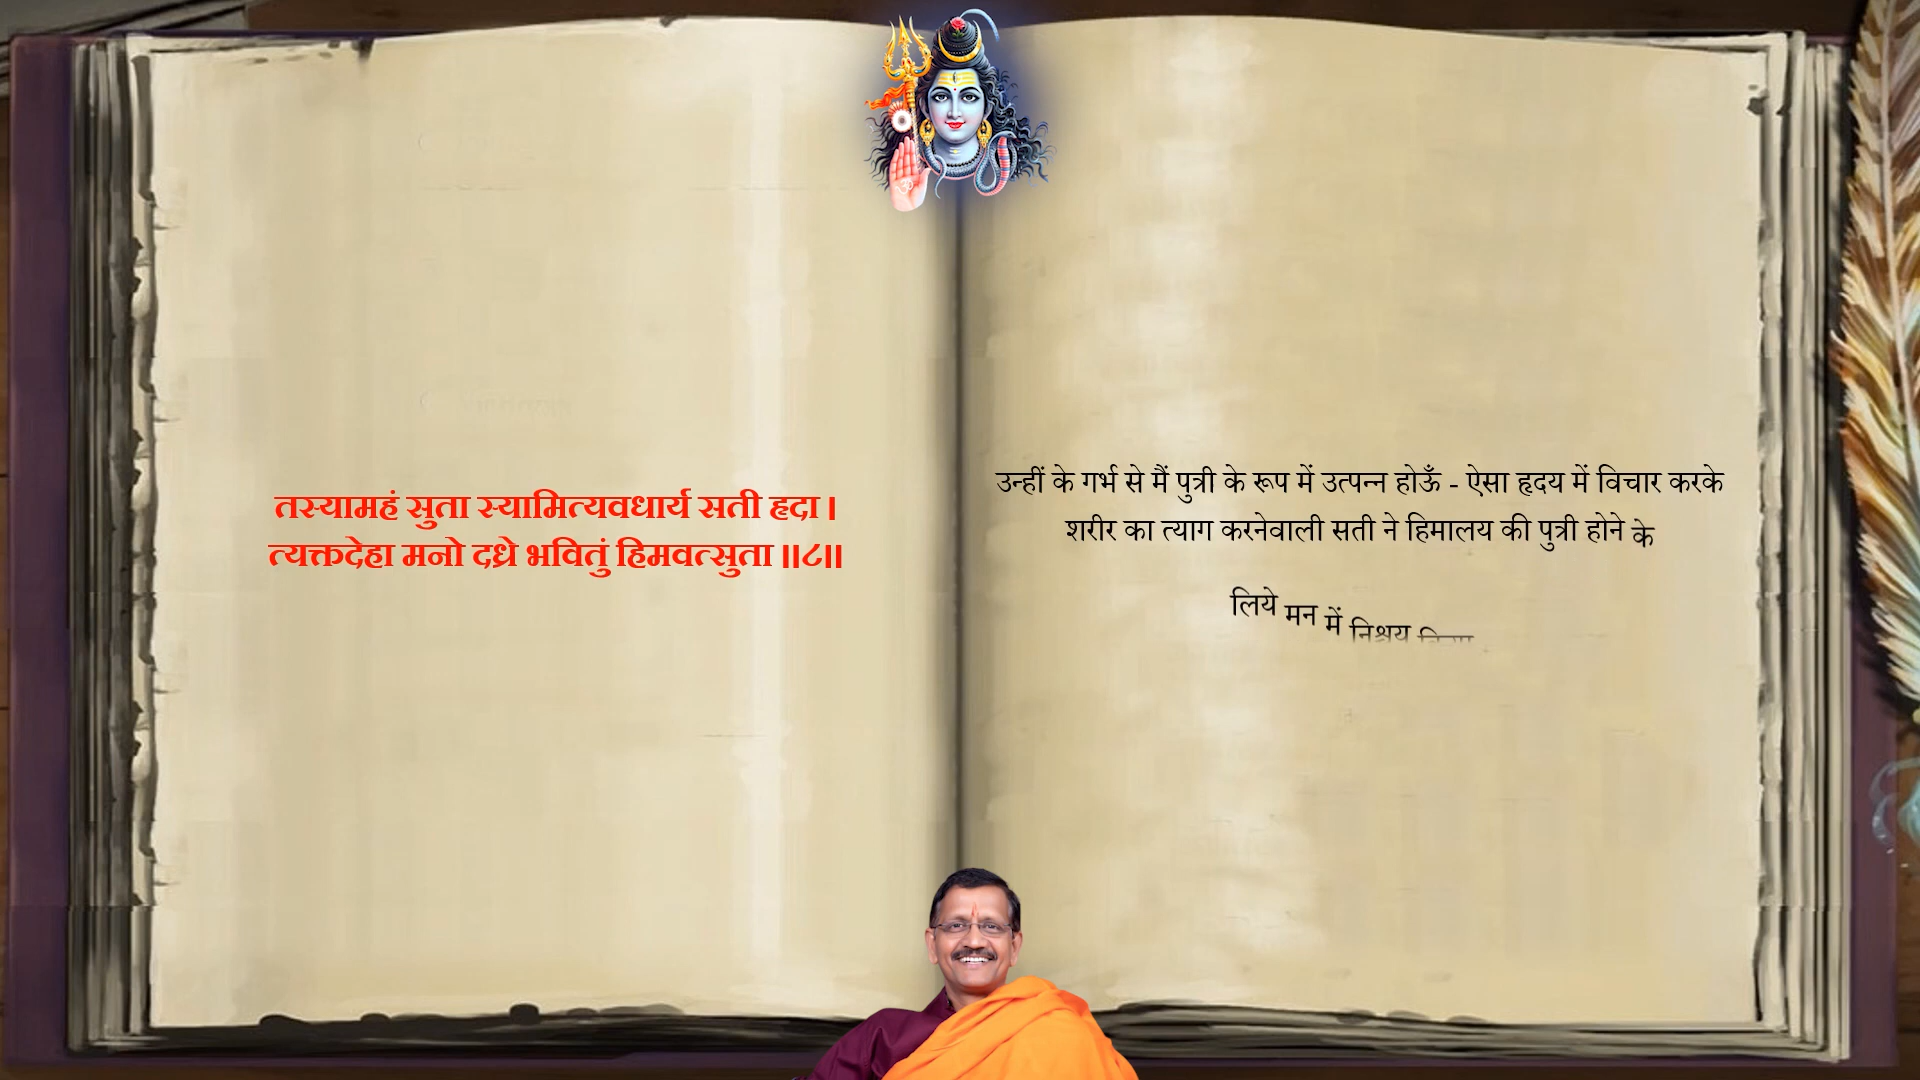 तस्यामहं सुता स्यामित्यवधार्य सती हृदा ।
त्यक्तदेहा मनो दध्रे भवितुं हिमवत्सुता ॥८॥
उन्हीं के गर्भ से मैं पुत्री के रूप में उत्पन्न होऊँ - ऐसा हृदय में विचार करके
शरीर का त्याग करनेवाली सती ने हिमालय की पुत्री होने के
लिये मन में निश्चय